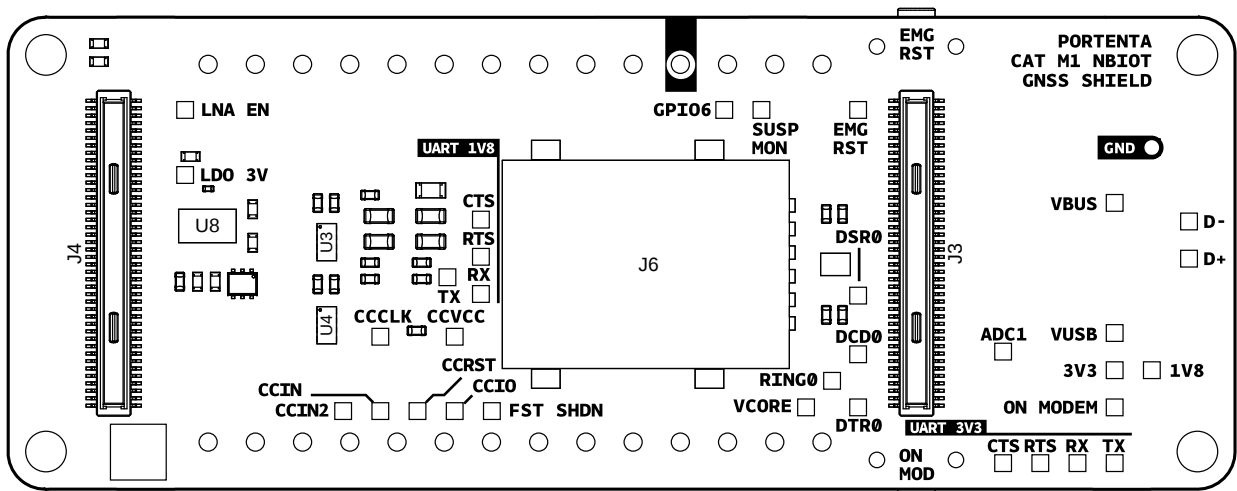 EMG
RST
PORTENTA
CAT M1 NBIOT
GNSS SHIELD
LNA EN
GPIO6
SUSP
MON
EMG
RST
UART 1V8
GND
LDO 3V
CTS
VBUS
U8
U3
RTS
DSR0
D-
J4
J6
J3
D+
RX
TX
CCCLK
CCVCC
U4
DCD0
ADC1
VUSB
CCRST
3V3
1V8
CCIN
CCIO
RING0
CCIN2
FST SHDN
VCORE
ON MODEM
DTR0
UART 3V3
CTS RTS RX TX
ON
MOD